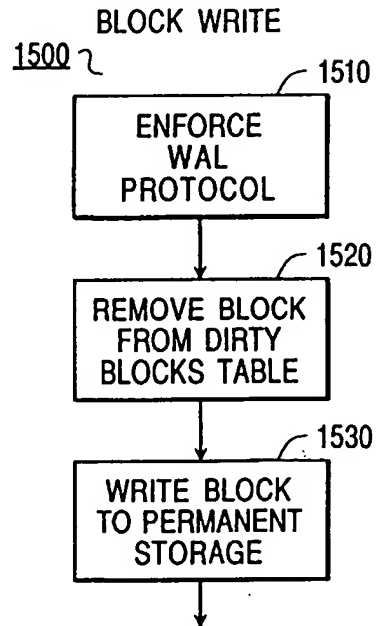 BLOCK WRITE
1500
1510
ENFORCE
WAL
PROTOCOL
1520
REMOVE BLOCK
FROM DIRTY
BLOCKS TABLE
1530
WRITE BLOCK
TO PERMANENT
STORAGE